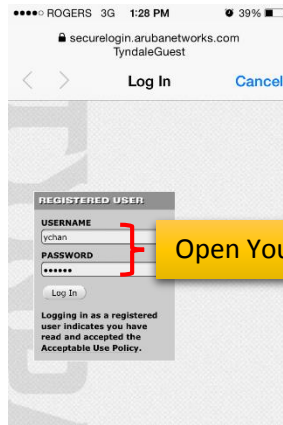 ●●●●○ ROGERS 3G 1:28 PM 39%
securelogin.arubanetworks.com
TyndaleGuest
< > Log In Cancel
REGISTERED USER
USERNAME
ychan
PASSWORD
••••••
Log In
Logging in as a registered
user indicates you have
read and accepted the
Acceptable Use Policy.
Open You